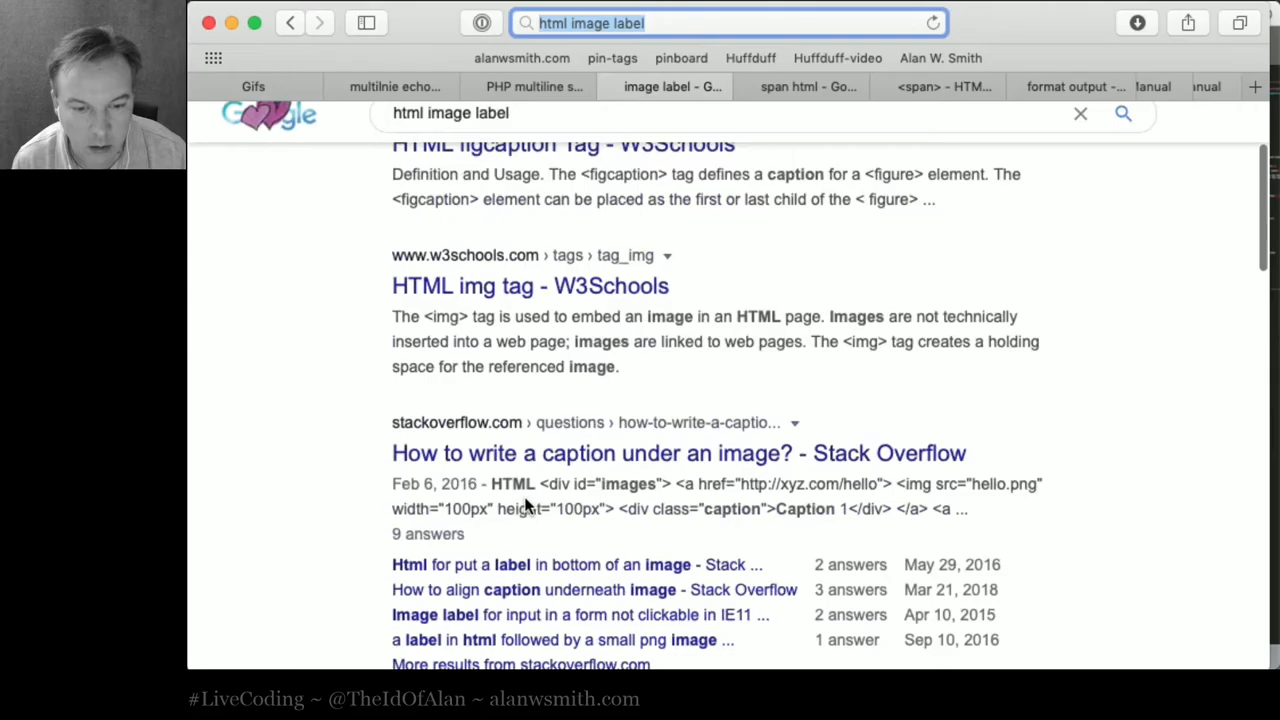 html image label
alanwsmith.com pin-tags pinboard Huffduff Huffduff-video Alan W. Smith
Gifs multilnie echo... PHP multiline s... image label - G... span html - Go... <span> - HTM... format output -... lanual nual
Google html image label
HTML figcaption Tag - W3Schools
Definition and Usage. The <figcaption> tag defines a caption for a <figure> element. The
<figcaption> element can be placed as the first or last child of the < figure> ...
www.w3schools.com › tags › tag_img
HTML img tag - W3Schools
The <img> tag is used to embed an image in an HTML page. Images are not technically
inserted into a web page; images are linked to web pages. The <img> tag creates a holding
space for the referenced image.
stackoverflow.com › questions › how-to-write-a-captio...
How to write a caption under an image? - Stack Overflow
Feb 6, 2016 - HTML <div id="images"> <a href="http://xyz.com/hello"> <img src="hello.png"
width="100px" height="100px"> <div class="caption">Caption 1</div> </a> <a ...
9 answers
Html for put a label in bottom of an image - Stack ... 2 answers May 29, 2016
How to align caption underneath image - Stack Overflow 3 answers Mar 21, 2018
Image label for input in a form not clickable in IE11 ... 2 answers Apr 10, 2015
a label in html followed by a small png image ... 1 answer Sep 10, 2016
More results from stackoverflow.com
#LiveCoding ~ @TheIdOfAlan ~ alanwsmith.com